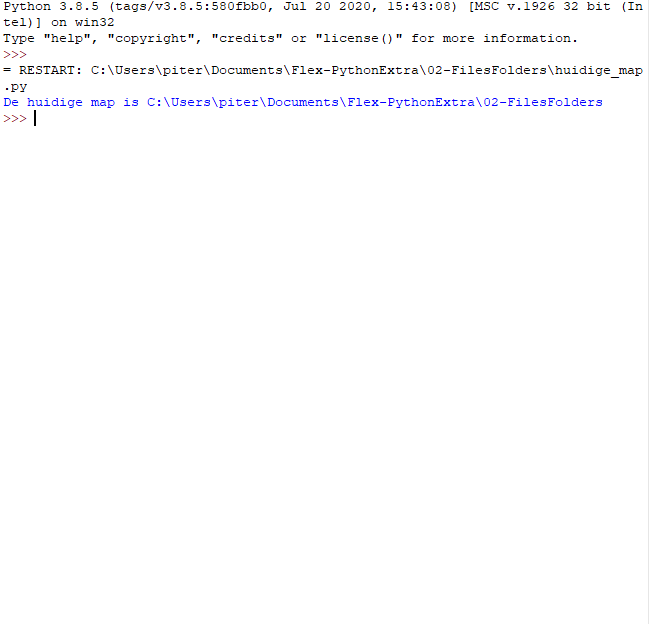 Python 3.8.5 (tags/v3.8.5:580fbb0, Jul 20 2020, 15:43:08) [MSC v.1926 32 bit (In
tel)] on win32
Type "help", "copyright", "credits" or "license()" for more information.
>>>
= RESTART: C:\Users\piter\Documents\Flex-PythonExtra\02-FilesFolders\huidige_map
.py
De huidige map is C:\Users\piter\Documents\Flex-PythonExtra\02-FilesFolders
>>>